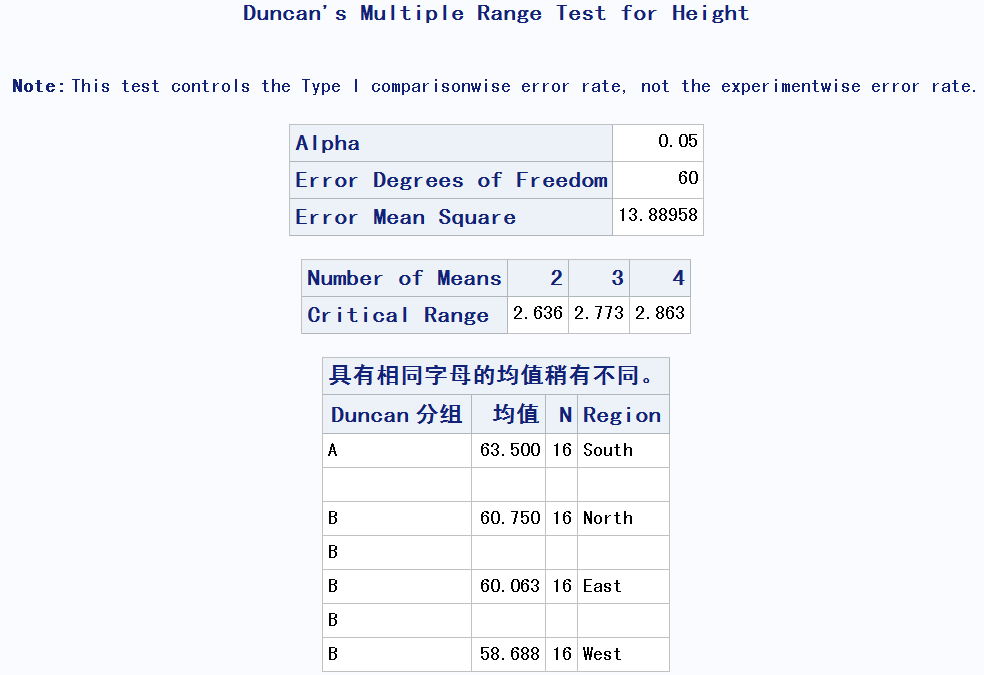 Duncan's Multiple Range Test for Height
Note: This test controls the Type I comparisonwise error rate, not the experimentwise error rate.
Alpha 0.05
Error Degrees of Freedom 60
Error Mean Square 13.88958
Number of Means 2 3 4
Critical Range 2.636 2.773 2.863
具有相同字母的均值稍有不同。
Duncan 分组 均值 N Region
A 63.500 16 South
B 60.750 16 North
B
B 60.063 16 East
B
B 58.688 16 West